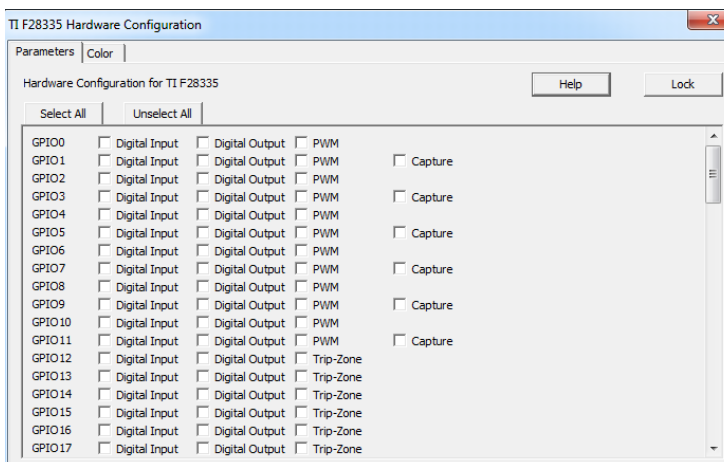 TI F28335 Hardware Configuration
Parameters Color
Hardware Configuration for TI F28335 Help Lock
Select All Unselect All
GPIO0 Digital Input Digital Output PWM
GPIO1 Digital Input Digital Output PWM Capture
GPIO2 Digital Input Digital Output PWM
GPIO3 Digital Input Digital Output PWM Capture
GPIO4 Digital Input Digital Output PWM
GPIO5 Digital Input Digital Output PWM Capture
GPIO6 Digital Input Digital Output PWM
GPIO7 Digital Input Digital Output PWM Capture
GPIO8 Digital Input Digital Output PWM
GPIO9 Digital Input Digital Output PWM Capture
GPIO10 Digital Input Digital Output PWM
GPIO11 Digital Input Digital Output PWM Capture
GPIO12 Digital Input Digital Output Trip-Zone
GPIO13 Digital Input Digital Output Trip-Zone
GPIO14 Digital Input Digital Output Trip-Zone
GPIO15 Digital Input Digital Output Trip-Zone
GPIO16 Digital Input Digital Output Trip-Zone
GPIO17 Digital Input Digital Output Trip-Zone